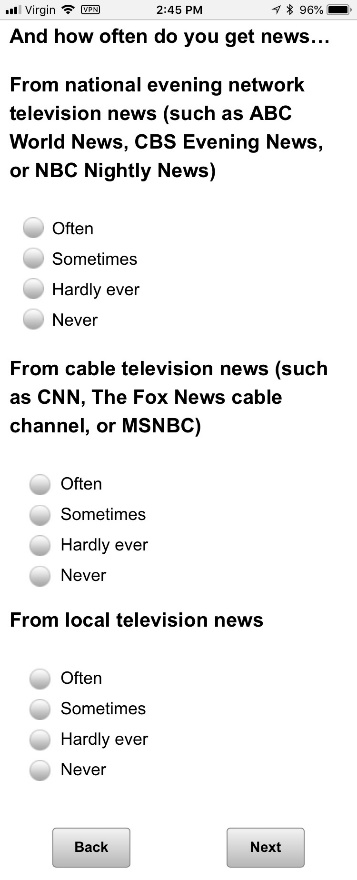 Virgin VPN 2:45 PM 96%
And how often do you get news...
From national evening network
television news (such as ABC
World News, CBS Evening News,
or NBC Nightly News)
Often
Sometimes
Hardly ever
Never
From cable television news (such
as CNN, The Fox News cable
channel, or MSNBC)
Often
Sometimes
Hardly ever
Never
From local television news
Often
Sometimes
Hardly ever
Never
Back Next